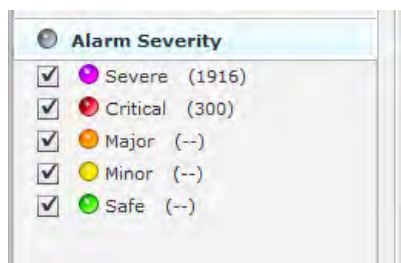 Alarm Severity
Severe (1916)
Critical (300)
Major (--)
Minor (--)
Safe (--)